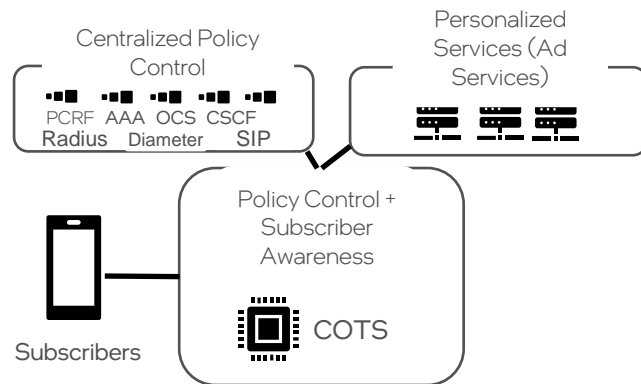 Centralized Policy
Control
PCRF AAA OCS CSCF
Radius Diameter SIP
Personalized
Services (Ad
Services)
Policy Control +
Subscriber
Awareness
COTS
Subscribers